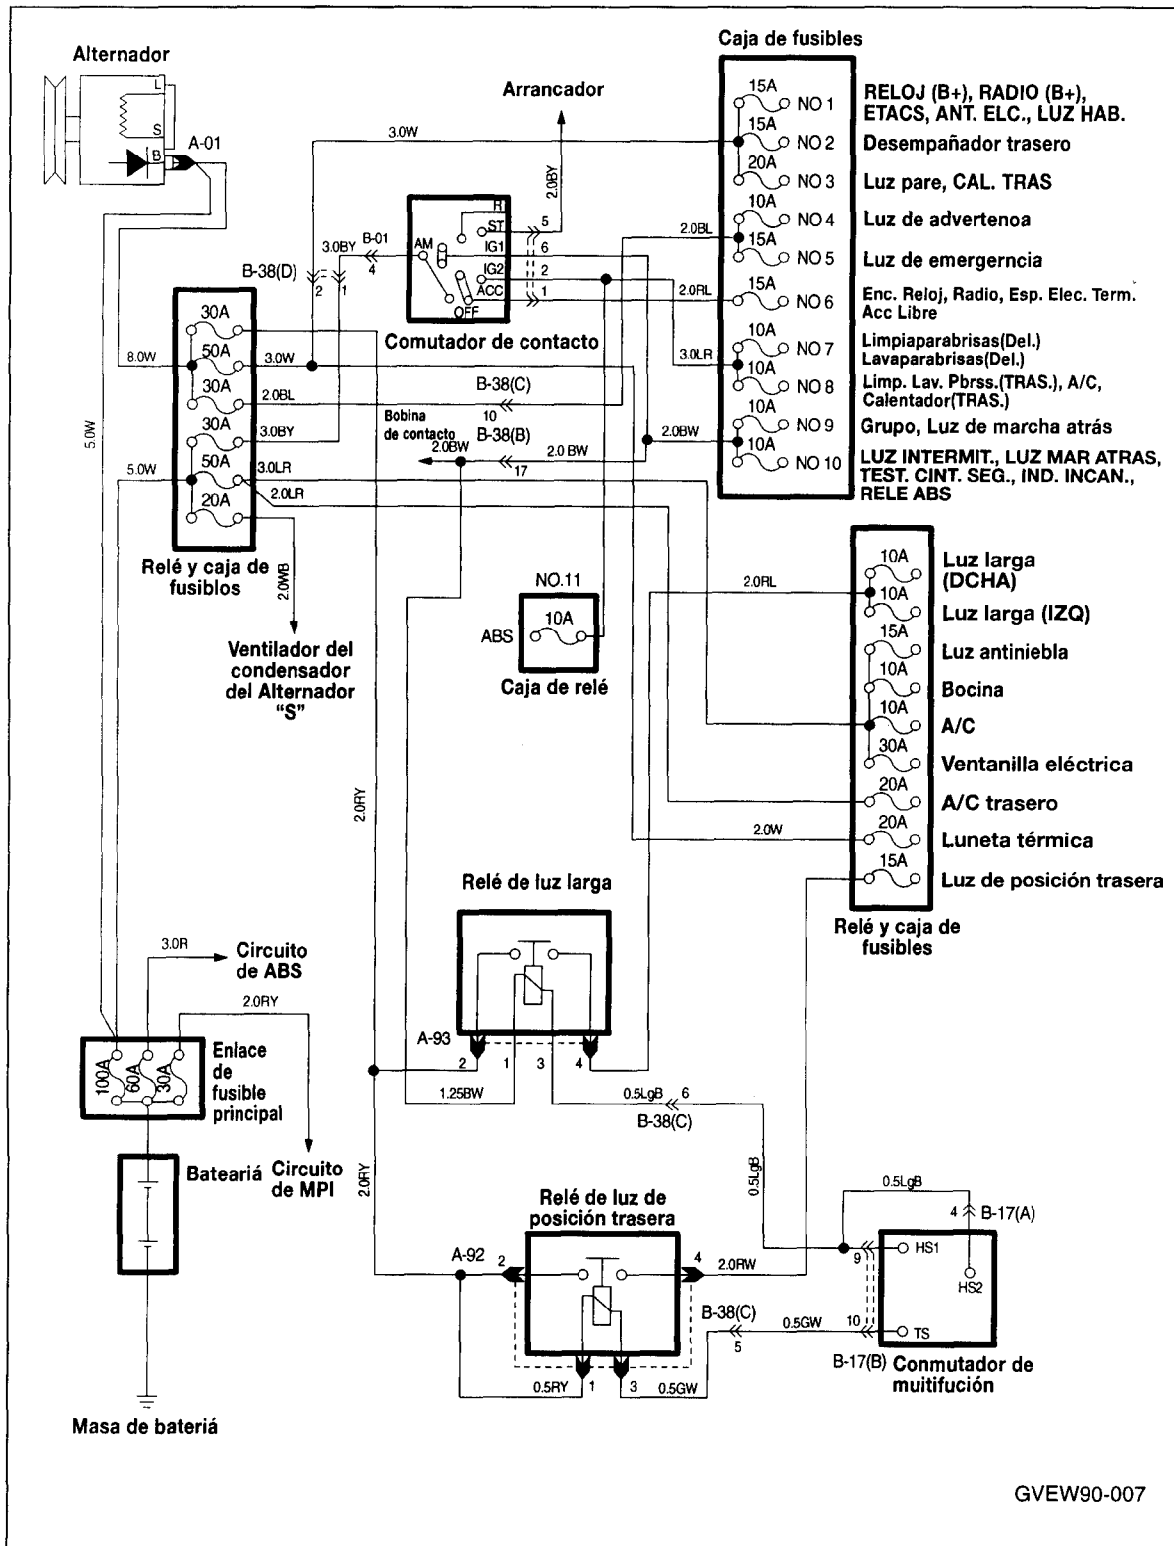 Alternador
L
S
B
A-01
Caja de fusibles
15A
NO 1
RELOJ (B+), RADIO (B+),
ETACS, ANT. ELC., LUZ HAB.
15A
NO 2
Desempañador trasero
20A
NO 3
Luz pare, CAL. TRAS
10A
NO 4
Luz de advertenoa
15A
NO 5
Luz de emergerncia
15A
NO 6
Enc. Reloj, Radio, Esp. Elec. Term.
Acc Libre
10A
NO 7
Limpiaparabrisas(Del.)
Lavaparabrisas(Del.)
10A
NO 8
Limp. Lav. Pbrss.(TRAS.), A/C,
Calentador(TRAS.)
10A
NO 9
Grupo, Luz de marcha atrás
10A
NO 10
LUZ INTERMIT., LUZ MAR ATRAS,
TEST. CINT. SEG., IND. INCAN.,
RELE ABS
Arrancador
3.0W
2.0BY
R
ST
5
AM
IG1
6
IG2
2
ACC
1
OFF
Comutador de contacto
B-01
4
3.0BY
B-38(D)
2
1
2.0BL
2.0RL
3.0LR
2.0BW
30A
50A
30A
30A
50A
20A
8.0W
3.0W
2.0BL
3.0BY
5.0W
3.0LR
2.0LR
5.0W
B-38(C)
10
B-38(B)
Bobina
de contacto
2.0BW
2.0 BW
17
Relé y caja de
fusiblos
2.0WB
Ventilador del
condensador
del Alternador
“S”
NO.11
ABS
10A
Caja de relé
2.0RL
10A
Luz larga
(DCHA)
10A
Luz larga (IZQ)
15A
Luz antiniebla
10A
Bocina
10A
A/C
30A
Ventanilla eléctrica
20A
A/C trasero
2.0W
20A
Luneta térmica
15A
Luz de posición trasera
Relé y caja de
fusibles
2.0RY
Relé de luz larga
A-93
2
1
3
4
1.25BW
0.5LgB
6
B-38(C)
3.0R
Circuito
de ABS
2.0RY
100A
60A
30A
Enlace
de
fusible
principal
Bateariá
Circuito
de MPI
Masa de bateriá
2.0RY
Relé de luz de
posición trasera
A-92
2
4
2.0RW
1
3
0.5RY
0.5GW
B-38(C)
5
0.5GW
0.5LgB
0.5LgB
4
B-17(A)
9
HS1
HS2
10
TS
B-17(B)
Conmutador de
muitifución
GVEW90-007